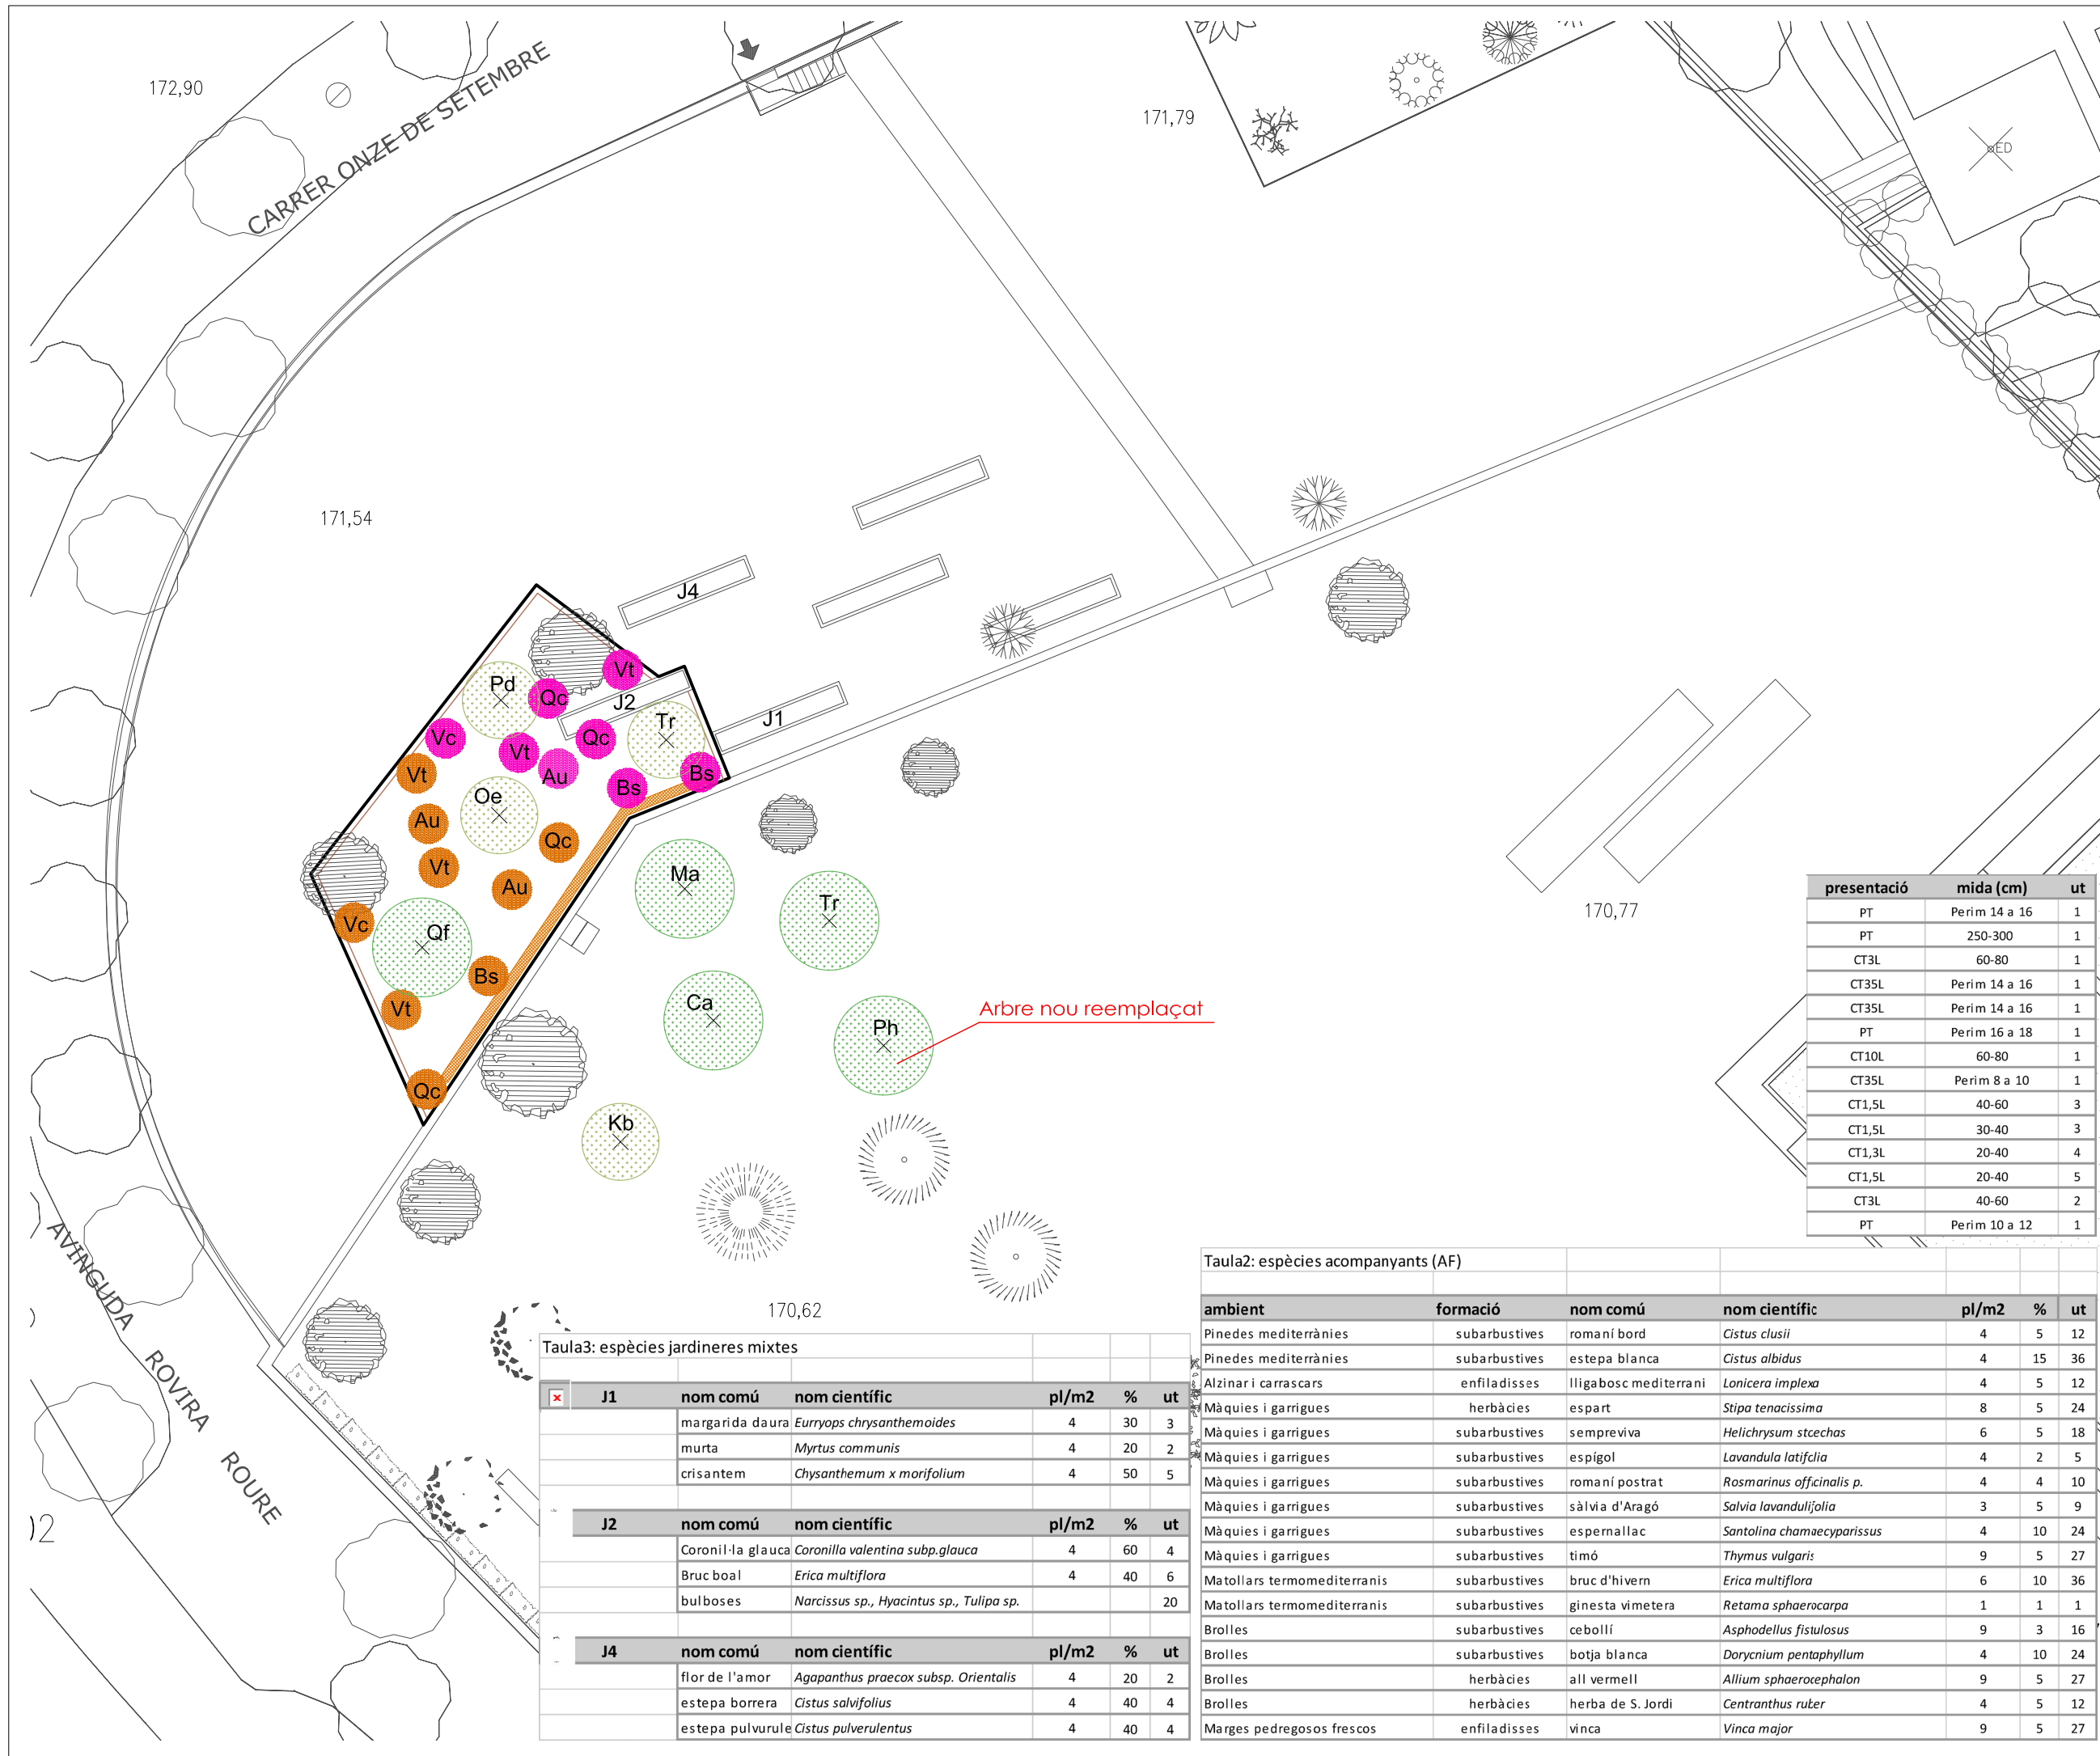 172,90
CARRER ONZE DE SETEMBRE
171,79
ED
171,54
J4
Vt
Pd
Qc
J2
Vc
Vt
Qc
Tr
J1
Au
Vt
Bs
Bs
Oe
Au
Qc
Vt
Au
Ma
Vc
Qf
Tr
Bs
Vt
Ca
Ph
Arbre nou reemplaçat
Qc
Kb
170,77
170,62
AVINGUDA ROVIRA ROURE
)2
presentació mida (cm) ut
PT Perim 14 a 16 1
PT 250-300 1
CT3L 60-80 1
CT35L Perim 14 a 16 1
CT35L Perim 14 a 16 1
PT Perim 16 a 18 1
CT10L 60-80 1
CT35L Perim 8 a 10 1
CT1,5L 40-60 3
CT1,5L 30-40 3
CT1,3L 20-40 4
CT1,5L 20-40 5
CT3L 40-60 2
PT Perim 10 a 12 1
Taula3: espècies jardineres mixtes
J1 nom comú nom científic pl/m2 % ut
margarida daura Eurryops chrysanthemoides 4 30 3
murta Myrtus communis 4 20 2
crisantem Chysanthemum x morifolium 4 50 5
J2 nom comú nom científic pl/m2 % ut
Coronil·la glauca Coronilla valentina subp.glauca 4 60 4
Bruc boal Erica multiflora 4 40 6
bulboses Narcissus sp., Hyacintus sp., Tulipa sp. 20
J4 nom comú nom científic pl/m2 % ut
flor de l'amor Agapanthus praecox subsp. Orientalis 4 20 2
estepa borrera Cistus salvifolius 4 40 4
estepa pulvurule Cistus pulverulentus 4 40 4
Taula2: espècies acompanyants (AF)
ambient formació nom comú nom científic pl/m2 % ut
Pinedes mediterrànies subarbustives romaní bord Cistus clusii 4 5 12
Pinedes mediterrànies subarbustives estepa blanca Cistus albidus 4 15 36
Alzinar i carrascars enfiladisses lligabosc mediterrani Lonicera implexa 4 5 12
Màquies i garrigues herbàcies espart Stipa tenacissima 8 5 24
Màquies i garrigues subarbustives sempreviva Helichrysum stcechas 6 5 18
Màquies i garrigues subarbustives espígol Lavandula latifclia 4 2 5
Màquies i garrigues subarbustives romaní postrat Rosmarinus officinalis p. 4 4 10
Màquies i garrigues subarbustives sàlvia d'Aragó Salvia lavandulifolia 3 5 9
Màquies i garrigues subarbustives espernallac Santolina chamaecyparissus 4 10 24
Màquies i garrigues subarbustives timó Thymus vulgaris 9 5 27
Matollars termomediterranis subarbustives bruc d'hivern Erica multiflora 6 10 36
Matollars termomediterranis subarbustives ginesta vimetera Retama sphaerocarpa 1 1 1
Brolles subarbustives cebollí Asphodellus fistulosus 9 3 16
Brolles subarbustives botja blanca Dorycnium pentaphyllum 4 10 24
Brolles herbàcies all vermell Allium sphaerocephalon 9 5 27
Brolles herbàcies herba de S. Jordi Centranthus ruber 4 5 12
Marges pedregosos frescos enfiladisses vinca Vinca major 9 5 27